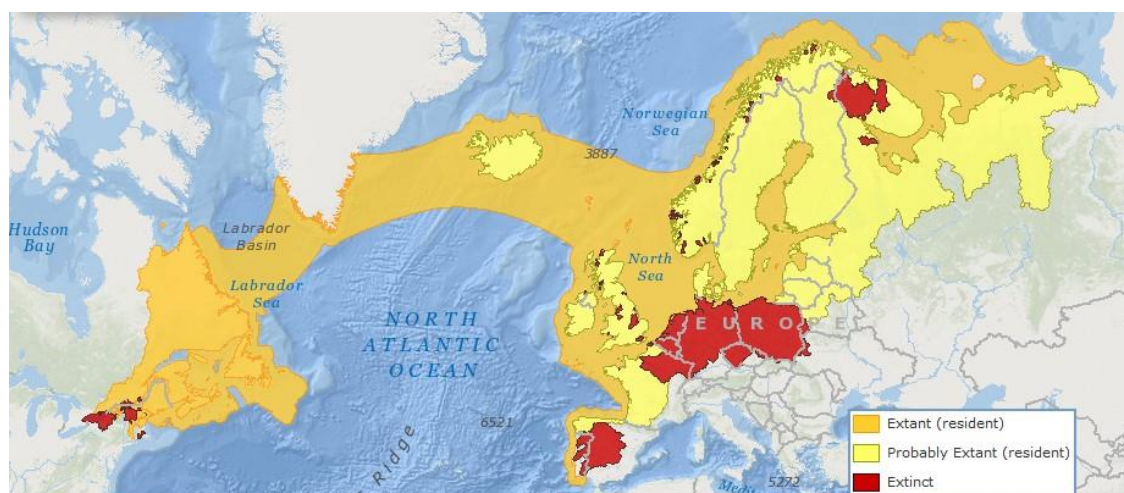 Norwegian
Sea
3887
Hudson
Bay
Labrador
Basin
Labrador
Sea
North
Sea
NORTH
ATLANTIC
OCEAN
EUROPE
6521
Ridge
5272
Extant (resident)
Probably Extant (resident)
Extinct